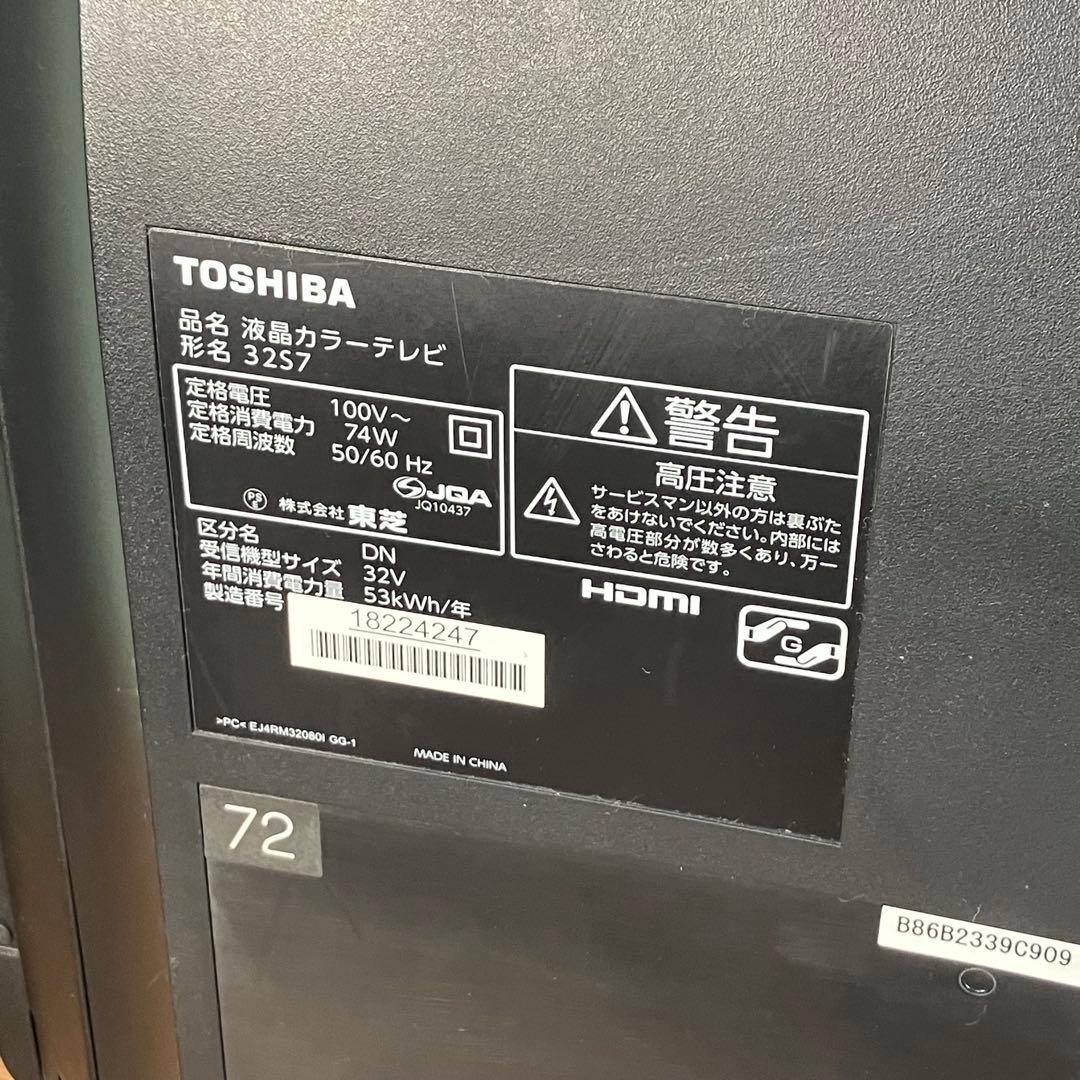 TOSHIBA
品名 液晶カラーテレビ
形名 32S7
定格電圧 100V～
定格消費電力 74W
定格周波数 50/60 Hz
PS
E
JQA
JQ10437
株式会社 東芝
区分名 DN
受信機型サイズ 32V
年間消費電力量 53kWh/年
製造番号
18224247
警告
高圧注意
サービスマン以外の方は裏ぶた
をあけないでください。内部には
高電圧部分が数多くあり、万一
さわると危険です。
HDMI
G
>PC< EJ4RM32080I GG-1
MADE IN CHINA
72
B86B2339C909